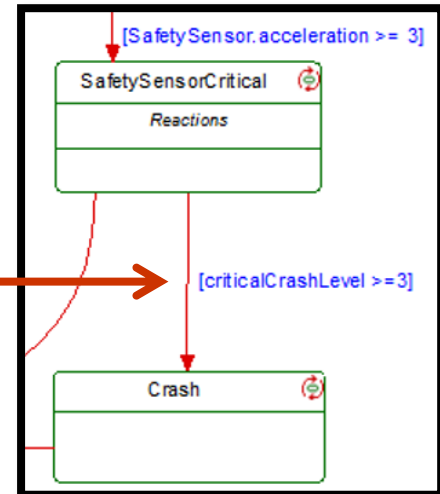 [SafetySensor.acceleration >= 3]
SafetySensorCritical
Reactions
[criticalCrashLevel >=3]
Crash